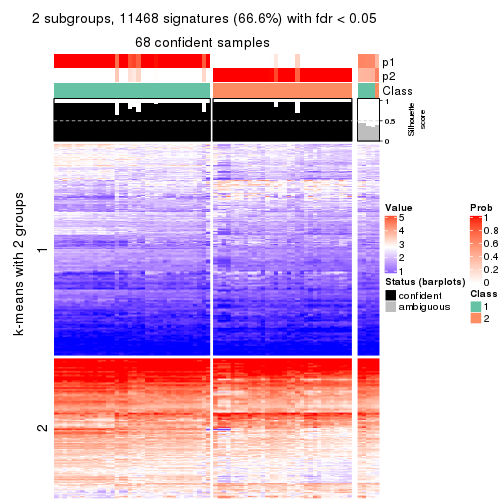 2 subgroups, 11468 signatures (66.6%) with fdr < 0.05
68 confident samples
p1
p2
Class
1
0.5
0
Silhouette
score
k-means with 2 groups
1
2
Value
5
4
3
2
1
Status (barplots)
confident
ambiguous
Prob
1
0.8
0.6
0.4
0.2
0
Class
1
2